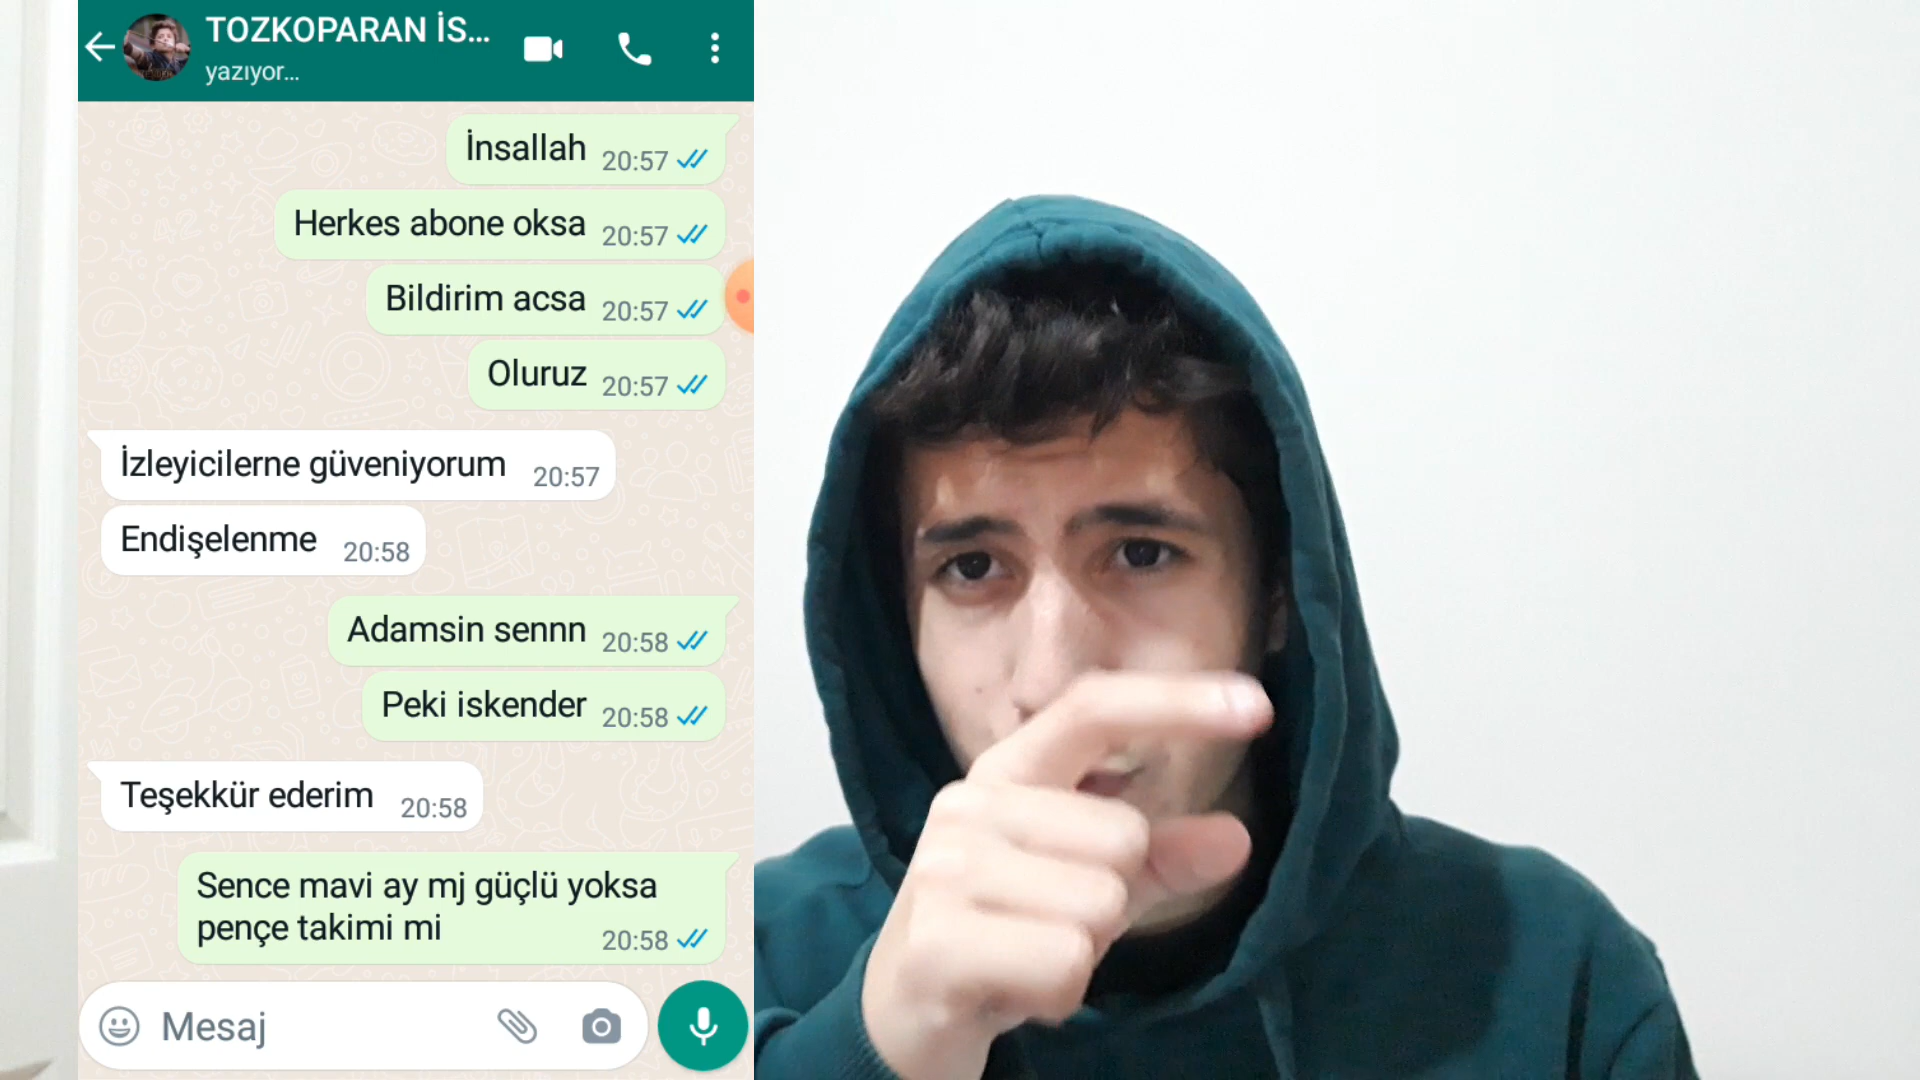 TOZKOPARAN İS...
yazıyor...
İnsallah 20:57
Herkes abone oksa 20:57
Bildirim acsa 20:57
Oluruz 20:57
İzleyicilerne güveniyorum 20:57
Endişelenme 20:58
Adamsin sennn 20:58
Peki iskender 20:58
Teşekkür ederim 20:58
Sence mavi ay mj güçlü yoksa
pençe takimi mi 20:58
Mesaj